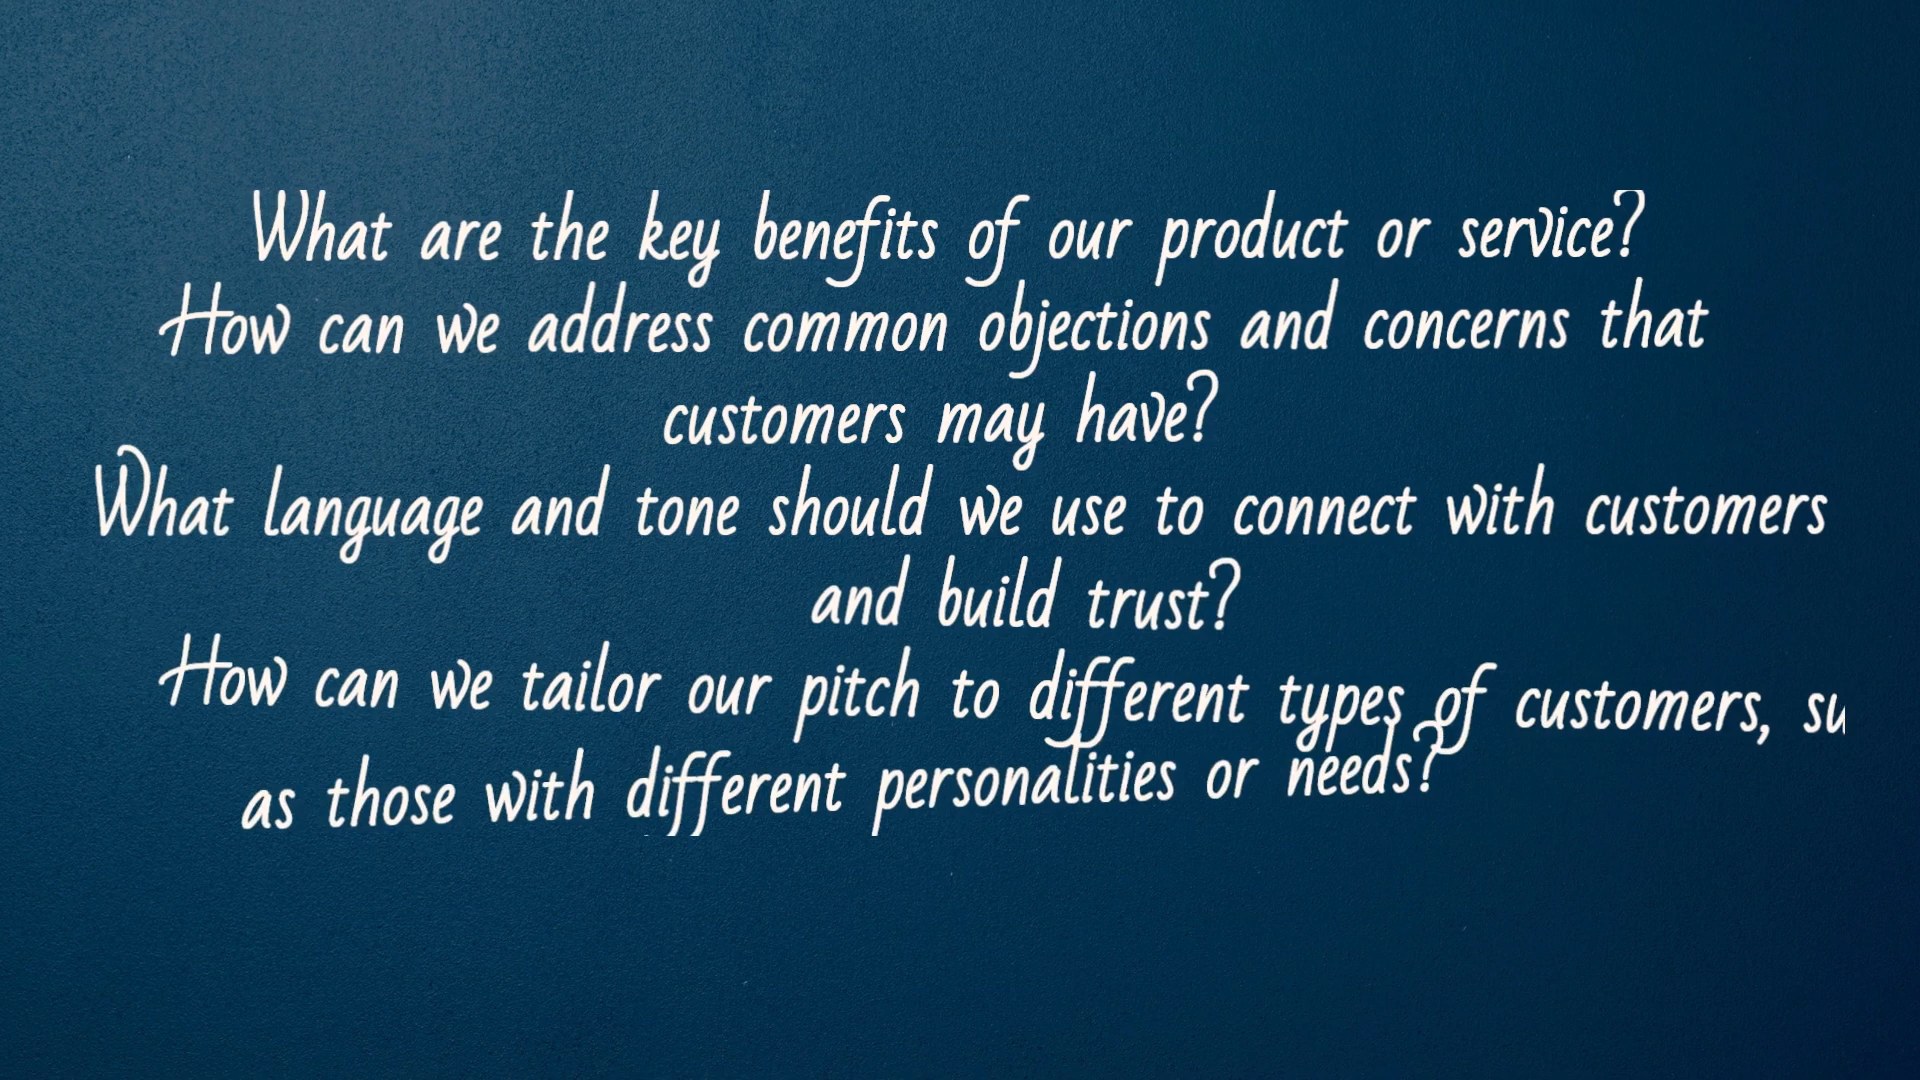 What are the key benefits of our product or service?
How can we address common objections and concerns that
customers may have?
What language and tone should we use to connect with customers
and build trust?
How can we tailor our pitch to different types of customers, su
as those with different personalities or needs?